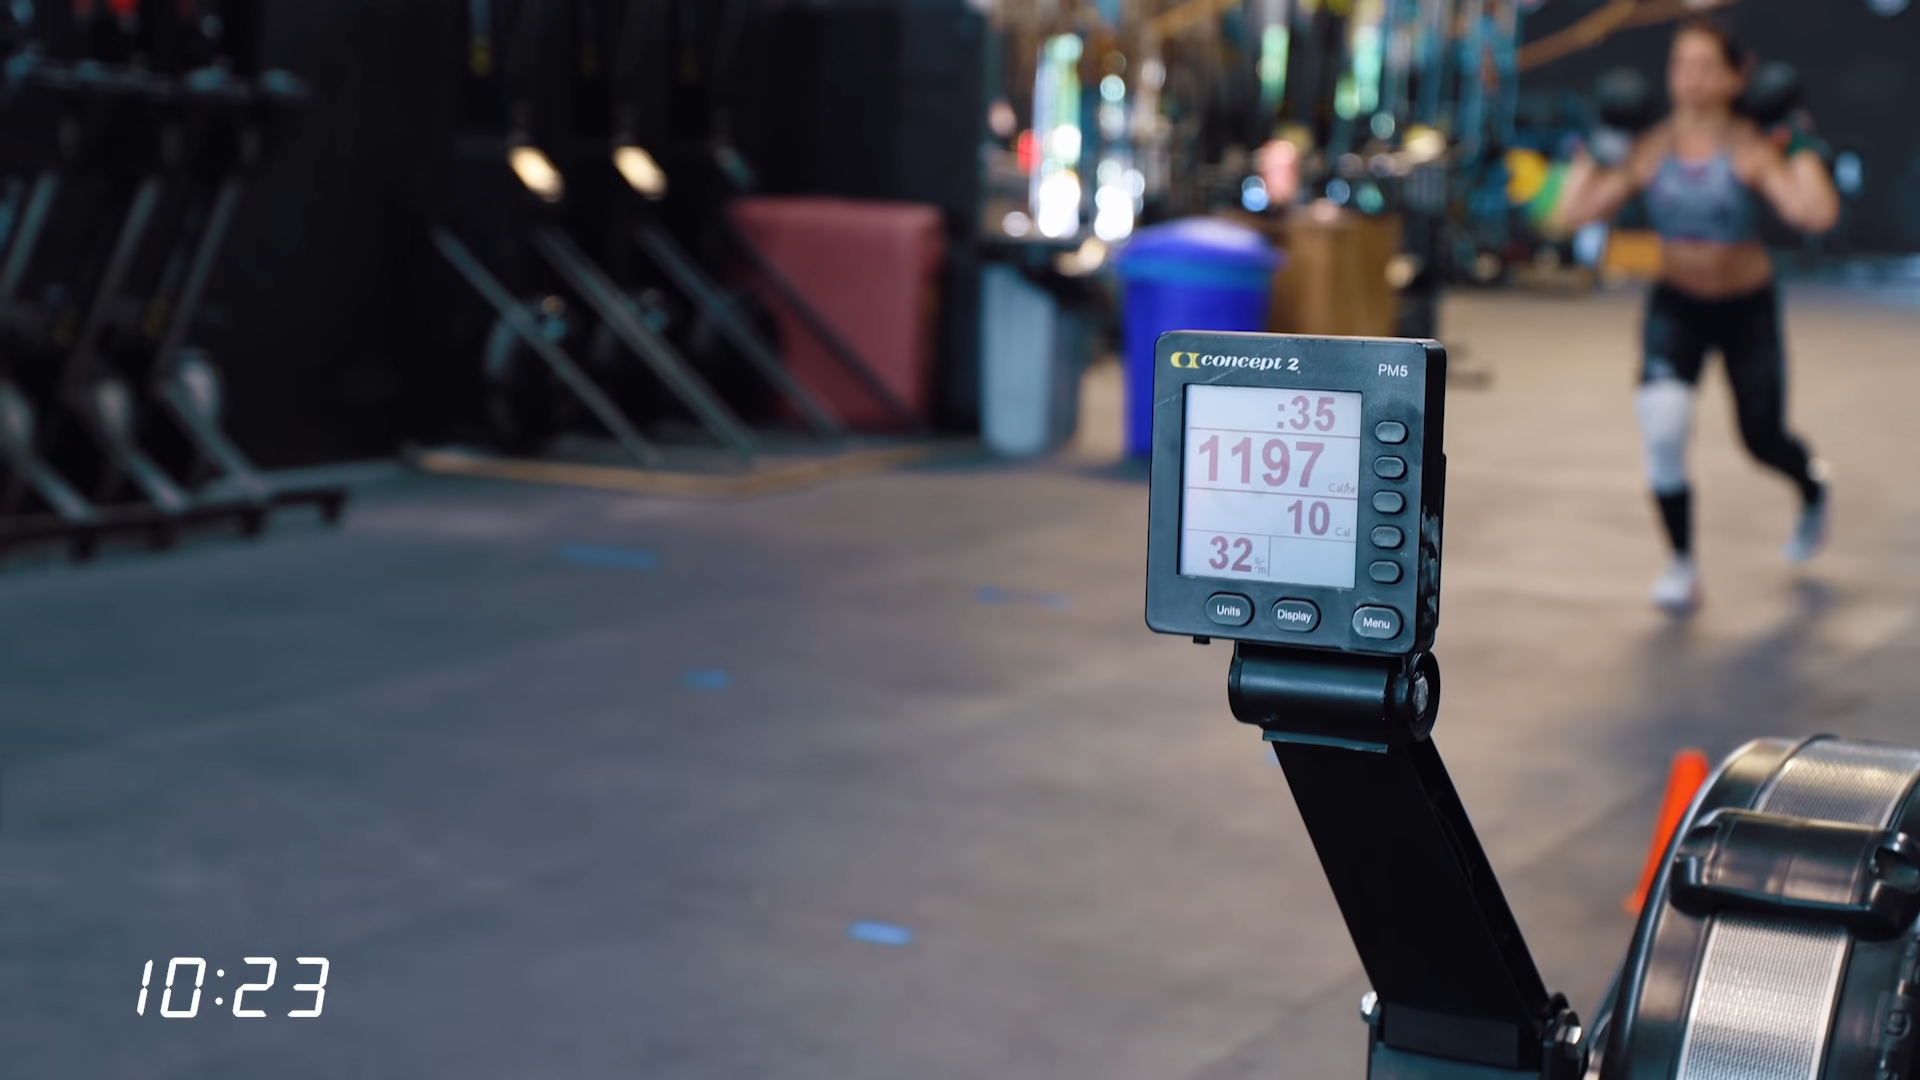 concept 2
PM5
:35
1197 Cal/hr
10 Cal
32 s/m
Units Display Menu
10:23